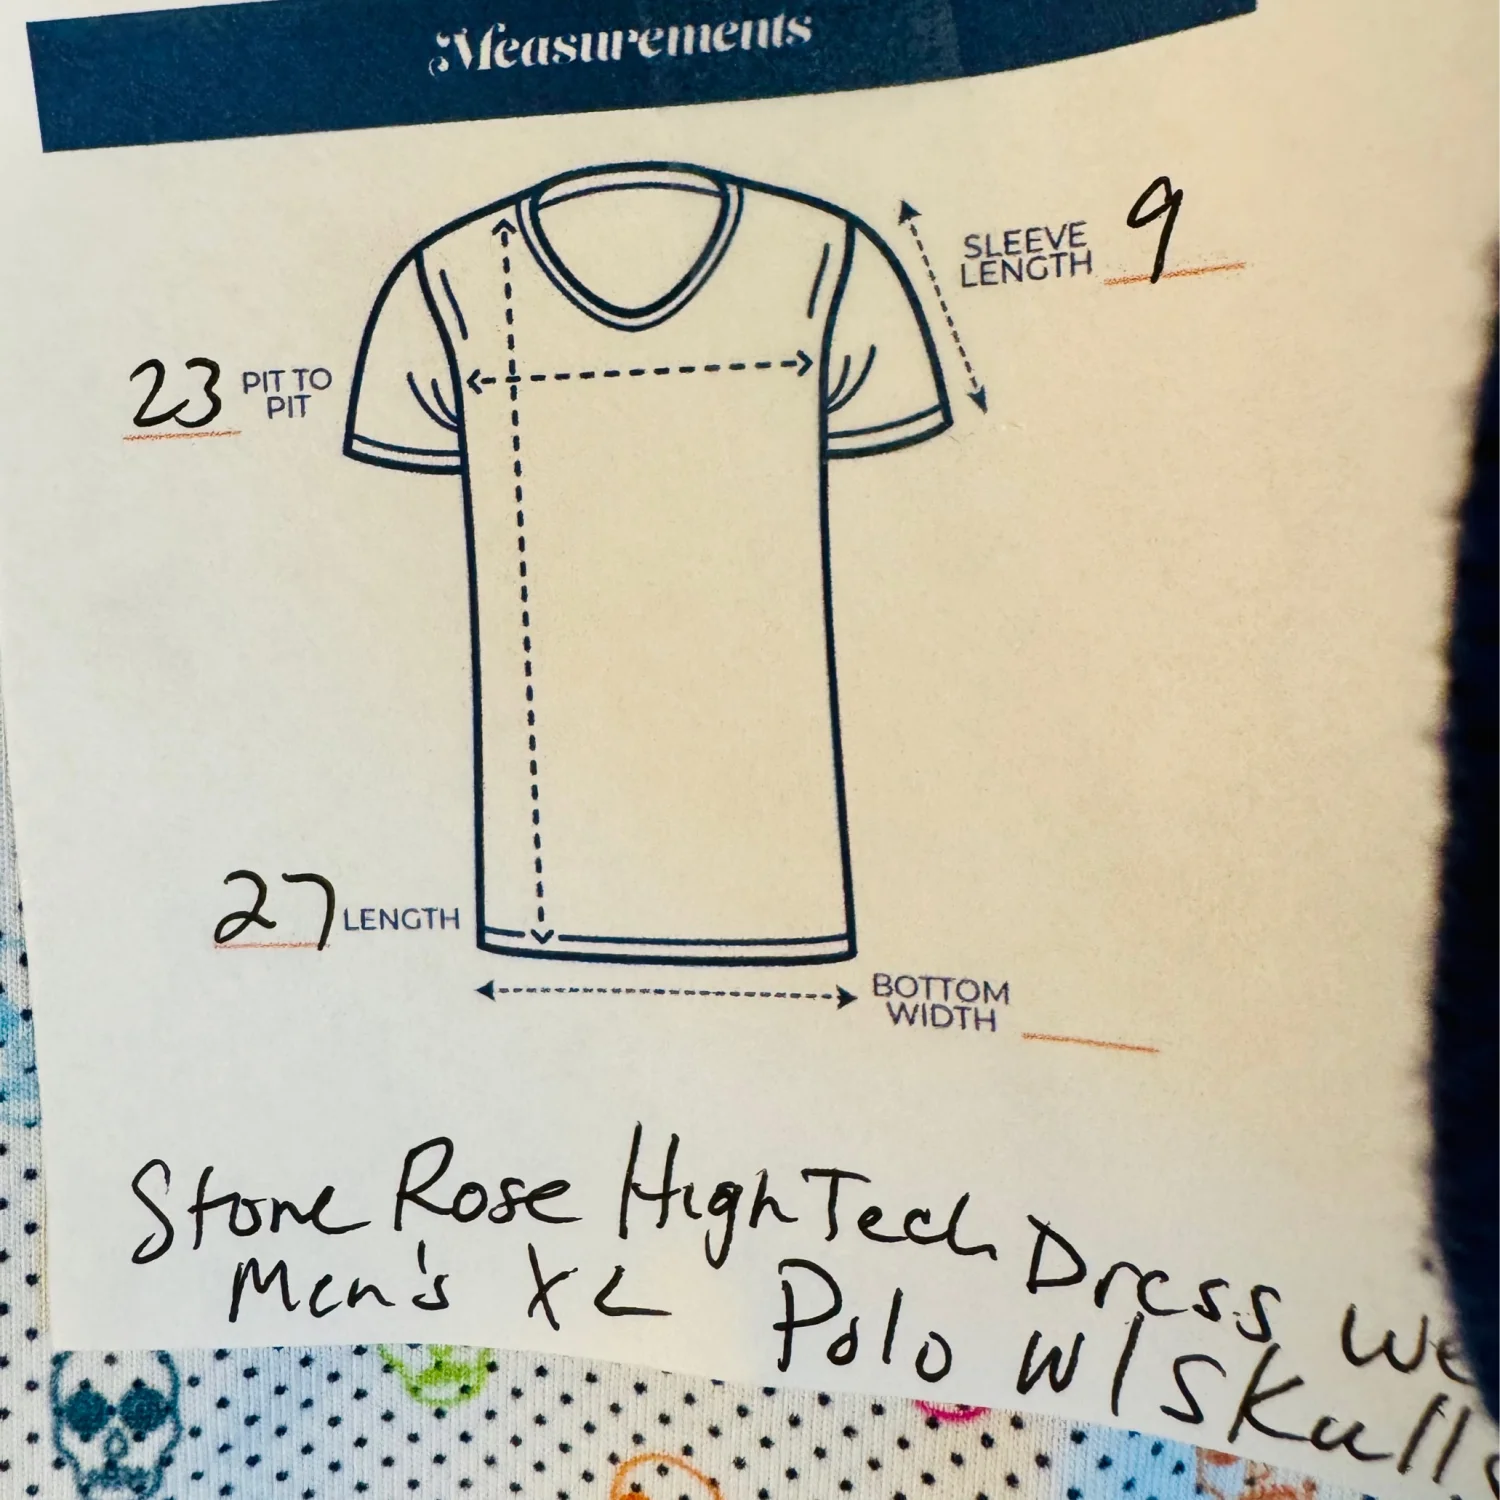 Measurements
9
SLEEVE
LENGTH
23
PIT TO
PIT
27
LENGTH
BOTTOM
WIDTH
Stone Rose High Tech Dress We
Men's XL
Polo w/ Skulls